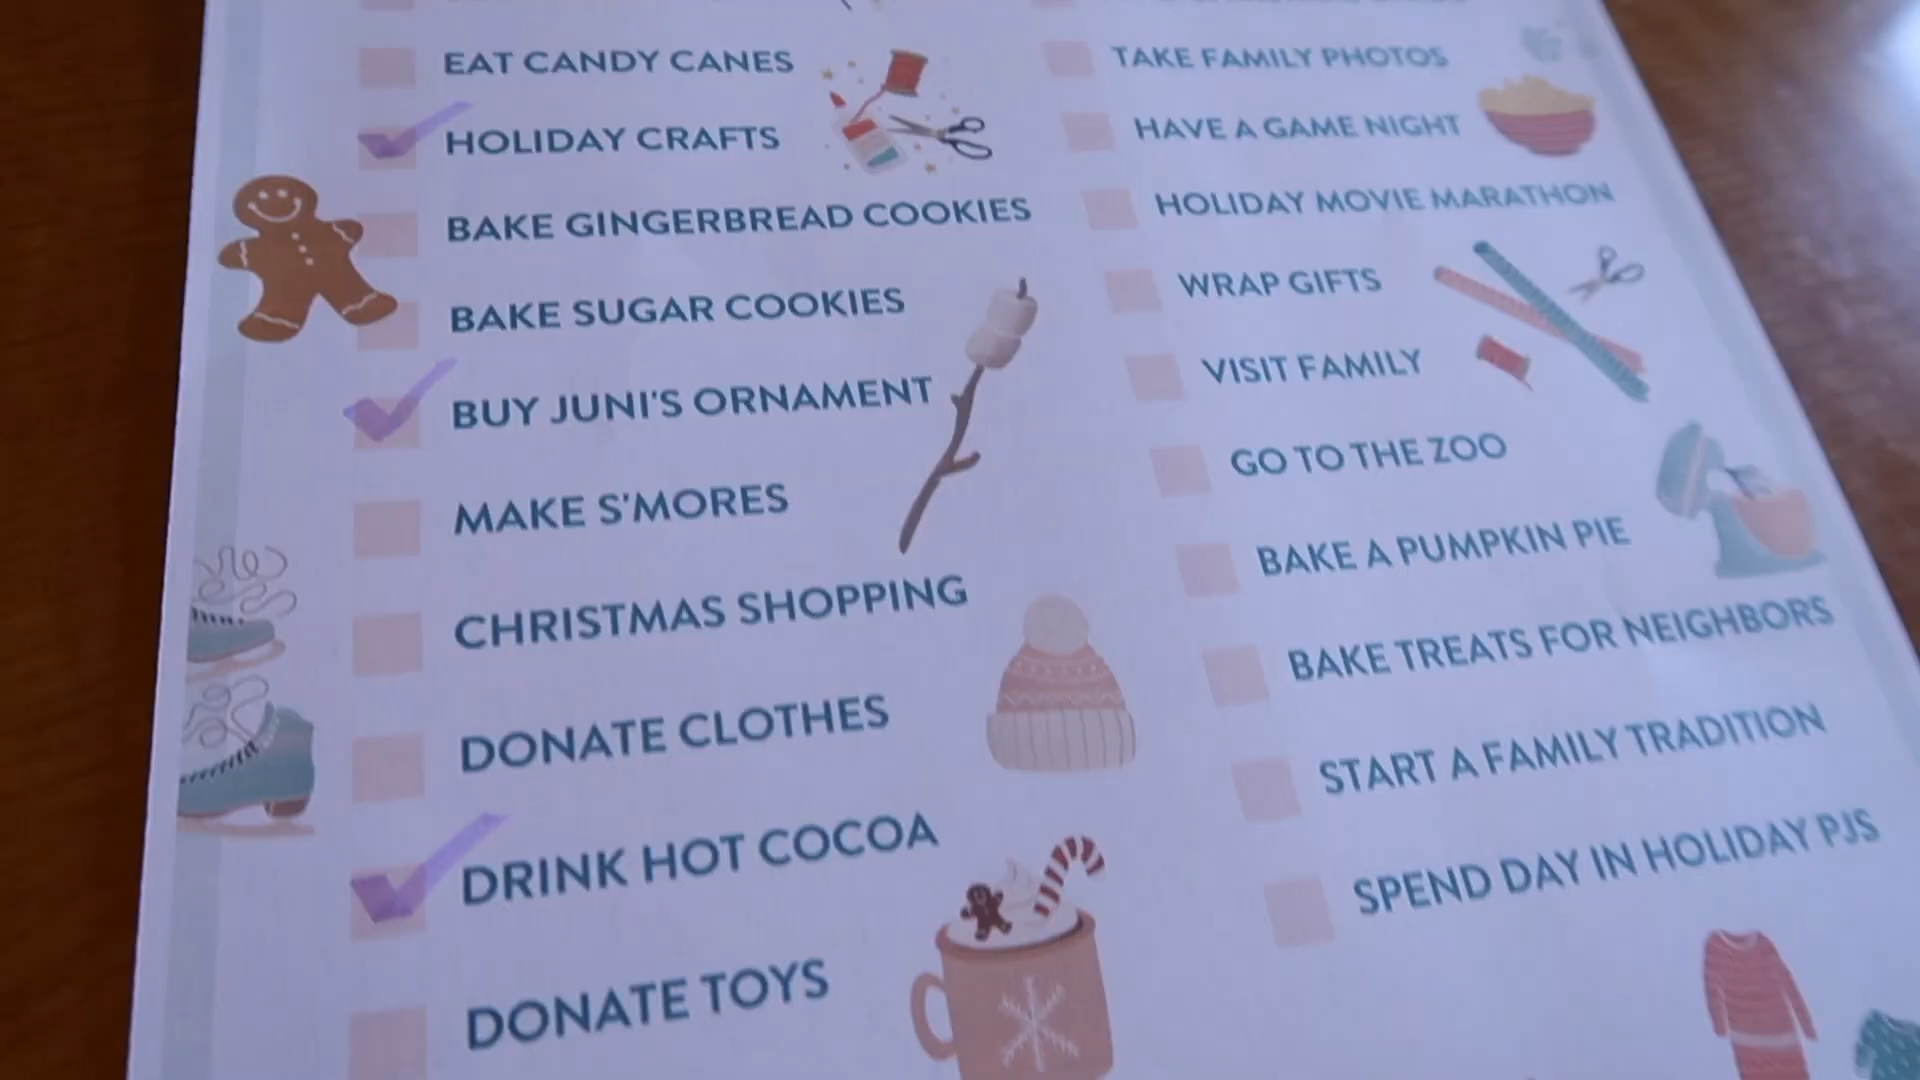 EAT CANDY CANES
HOLIDAY CRAFTS
BAKE GINGERBREAD COOKIES
BAKE SUGAR COOKIES
BUY JUNI'S ORNAMENT
MAKE S'MORES
CHRISTMAS SHOPPING
DONATE CLOTHES
DRINK HOT COCOA
DONATE TOYS
TAKE FAMILY PHOTOS
HAVE A GAME NIGHT
HOLIDAY MOVIE MARATHON
WRAP GIFTS
VISIT FAMILY
GO TO THE ZOO
BAKE A PUMPKIN PIE
BAKE TREATS FOR NEIGHBORS
START A FAMILY TRADITION
SPEND DAY IN HOLIDAY PJS